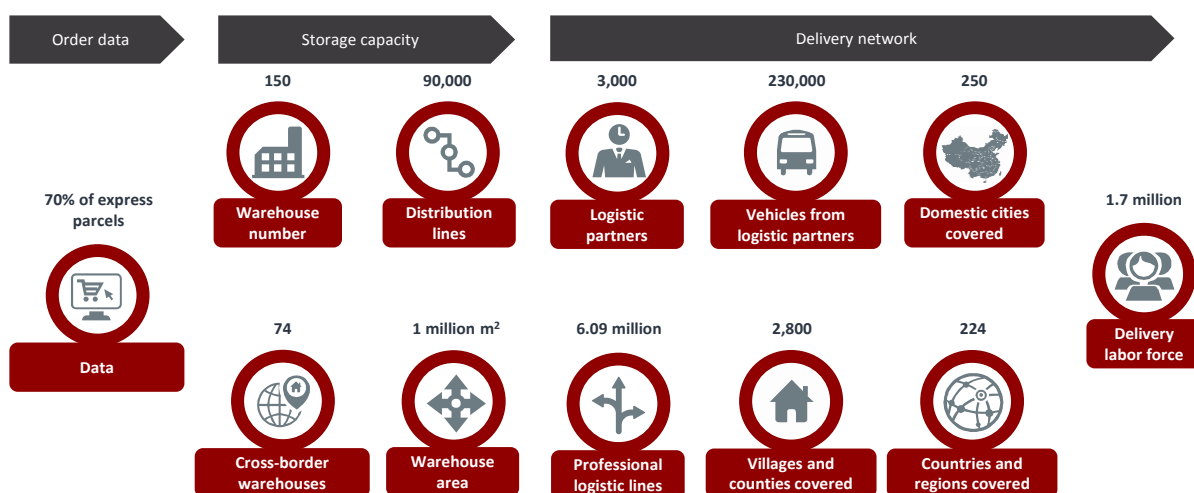 Order data
Storage capacity
Delivery network
70% of express
parcels
Data
150
Warehouse
number
90,000
Distribution
lines
3,000
Logistic
partners
230,000
Vehicles from
logistic partners
250
Domestic cities
covered
74
Cross-border
warehouses
1 million m²
Warehouse
area
6.09 million
Professional
logistic lines
2,800
Villages and
counties covered
224
Countries and
regions covered
1.7 million
Delivery
labor force